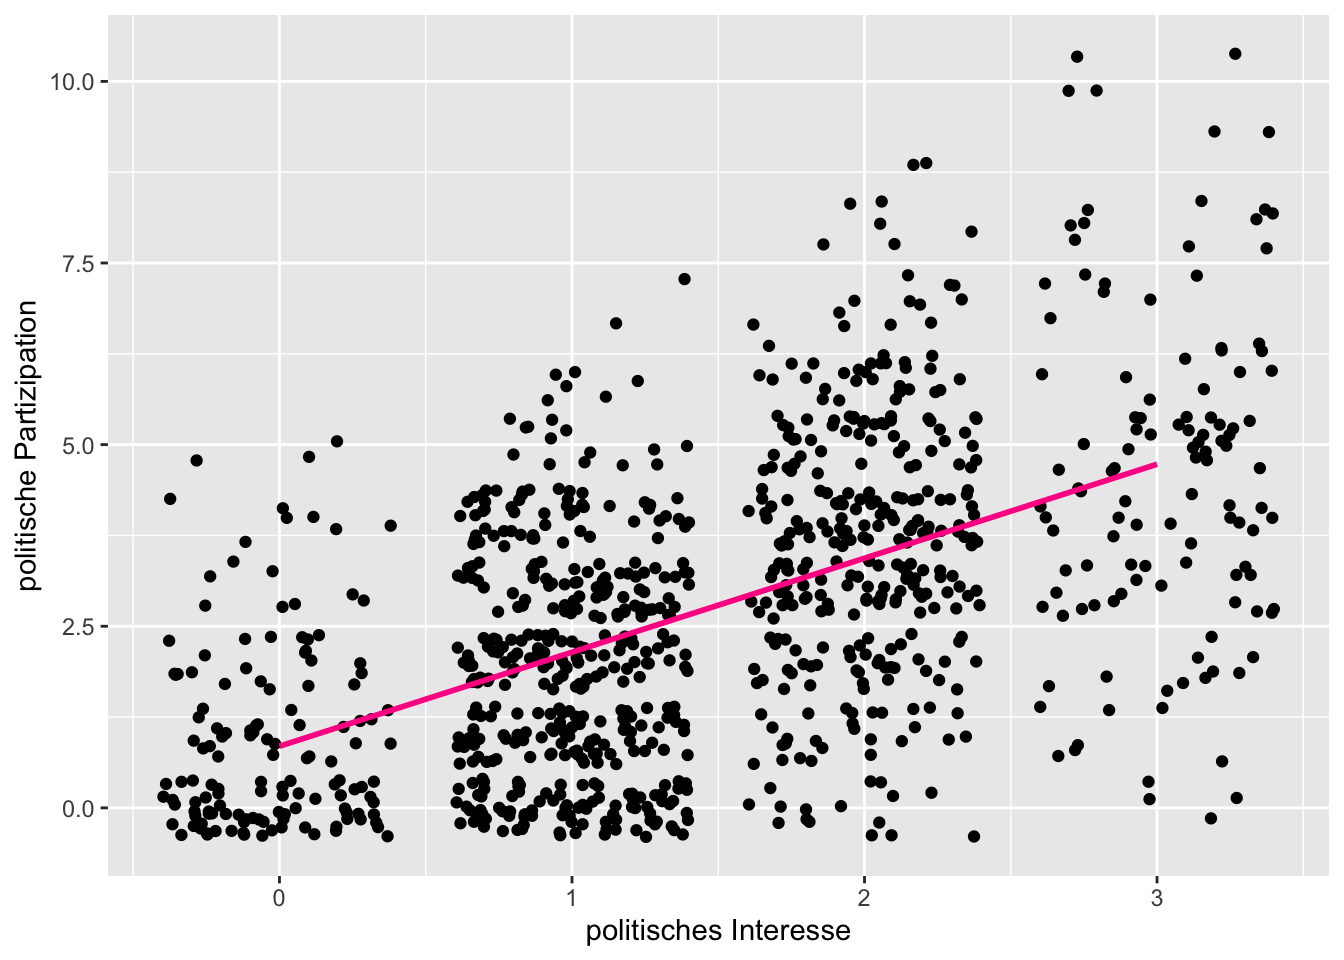 10.0
7.5
5.0
2.5
0.0
politische Partizipation
0 1 2 3
politisches Interesse